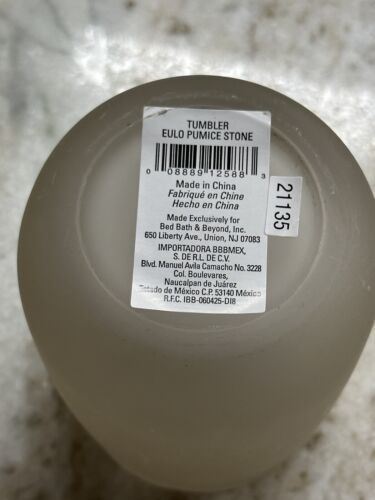 TUMBLER
EULO PUMICE STONE
0 08889 12588 3
Made in China
Fabriqué en Chine
Hecho en China
Made Exclusively for
Bed Bath & Beyond, Inc.
650 Liberty Ave., Union, NJ 07083
IMPORTADORA BBBMEX,
S. DE R.L. DE C.V.
Blvd. Manuel Avila Camacho No. 3228
Col. Boulevares,
Naucalpan de Juárez
Estado de México C.P. 53140 México
R.F.C. IBB-060425-DI8
21135